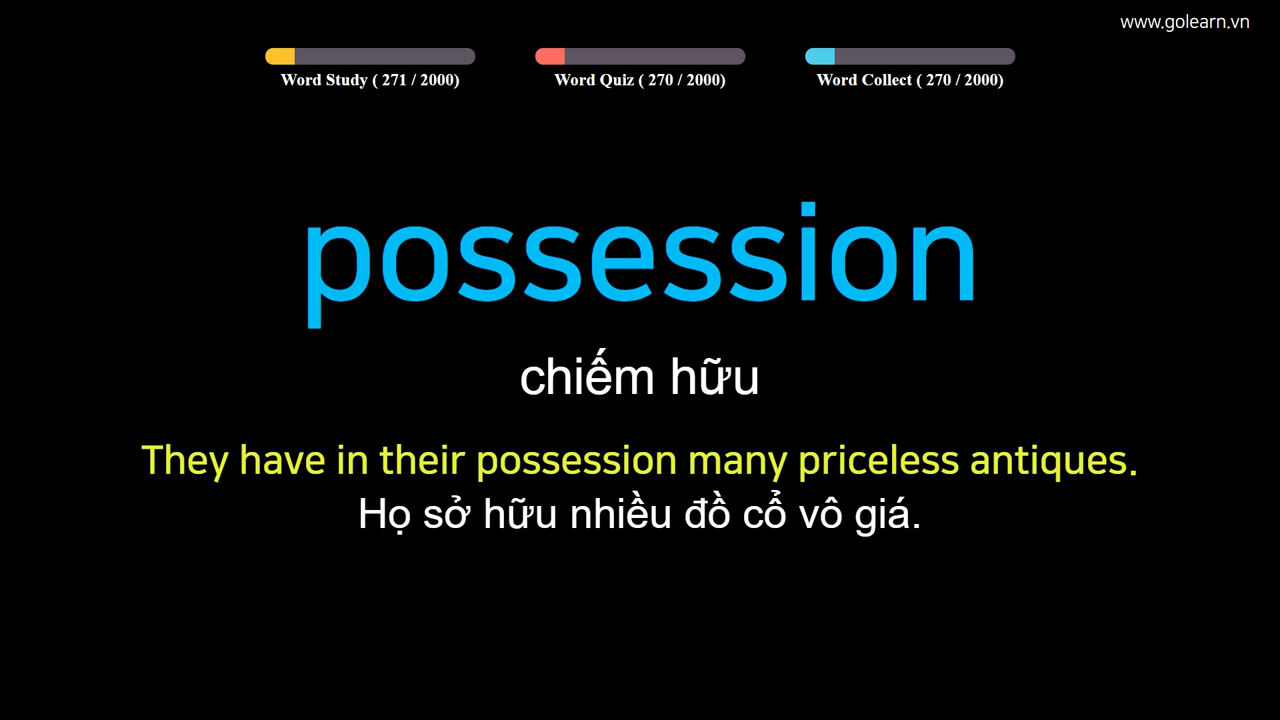 www.golearn.vn
Word Study ( 271 / 2000)
Word Quiz ( 270 / 2000)
Word Collect ( 270 / 2000)
possession
chiếm hữu
They have in their possession many priceless antiques.
Họ sở hữu nhiều đồ cổ vô giá.